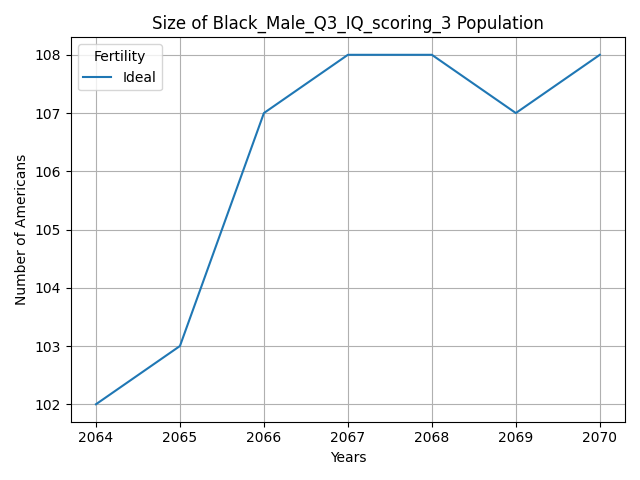 Size of Black_Male_Q3_IQ_scoring_3 Population
Fertility
Ideal
108
107
106
105
104
103
102
Number of Americans
2064 2065 2066 2067 2068 2069 2070
Years